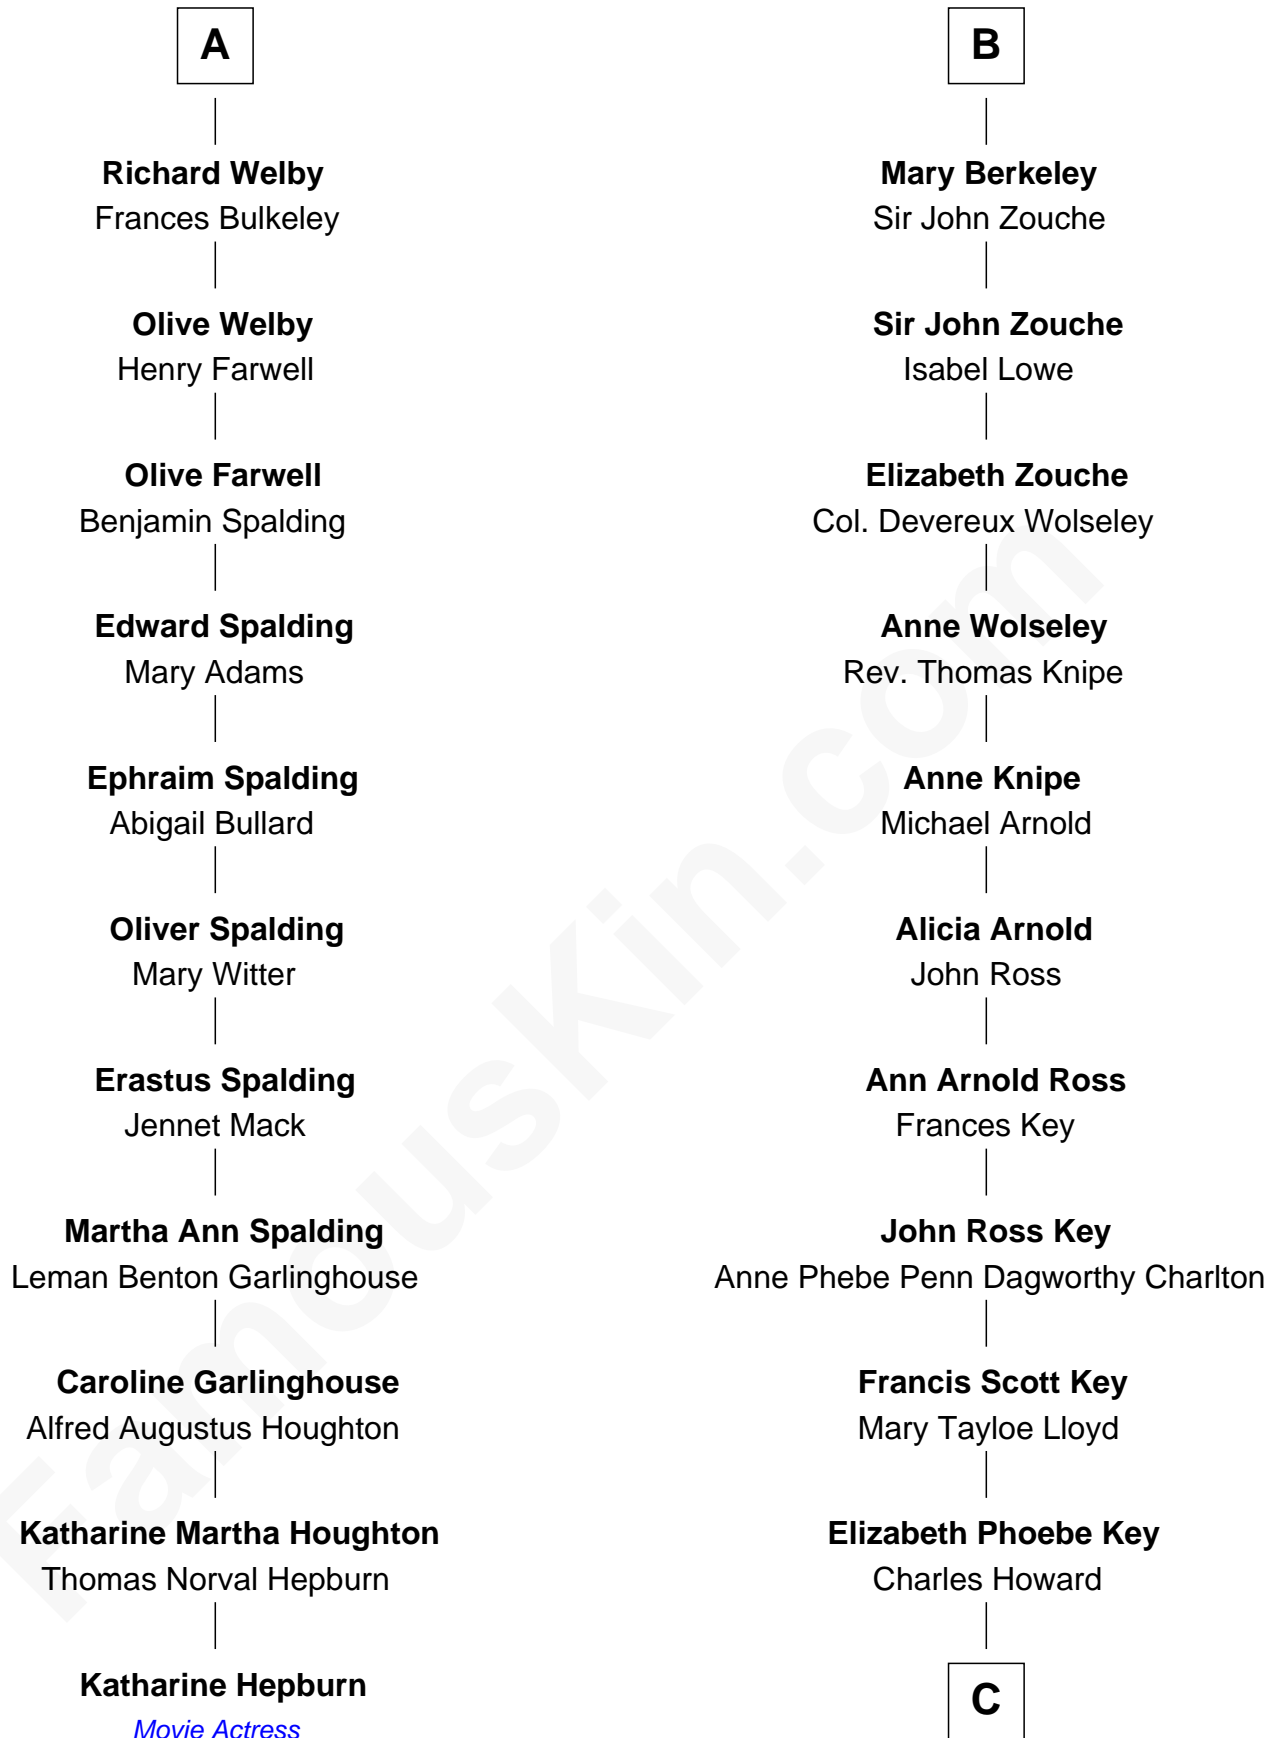 A
Richard Welby
Frances Bulkeley
Olive Welby
Henry Farwell
Olive Farwell
Benjamin Spalding
Edward Spalding
Mary Adams
Ephraim Spalding
Abigail Bullard
Oliver Spalding
Mary Witter
Erastus Spalding
Jennet Mack
Martha Ann Spalding
Leman Benton Garlinghouse
Caroline Garlinghouse
Alfred Augustus Houghton
Katharine Martha Houghton
Thomas Norval Hepburn
Katharine Hepburn
Movie Actress
B
Mary Berkeley
Sir John Zouche
Sir John Zouche
Isabel Lowe
Elizabeth Zouche
Col. Devereux Wolseley
Anne Wolseley
Rev. Thomas Knipe
Anne Knipe
Michael Arnold
Alicia Arnold
John Ross
Ann Arnold Ross
Frances Key
John Ross Key
Anne Phebe Penn Dagworthy Charlton
Francis Scott Key
Mary Tayloe Lloyd
Elizabeth Phoebe Key
Charles Howard
C
FamousKin.com